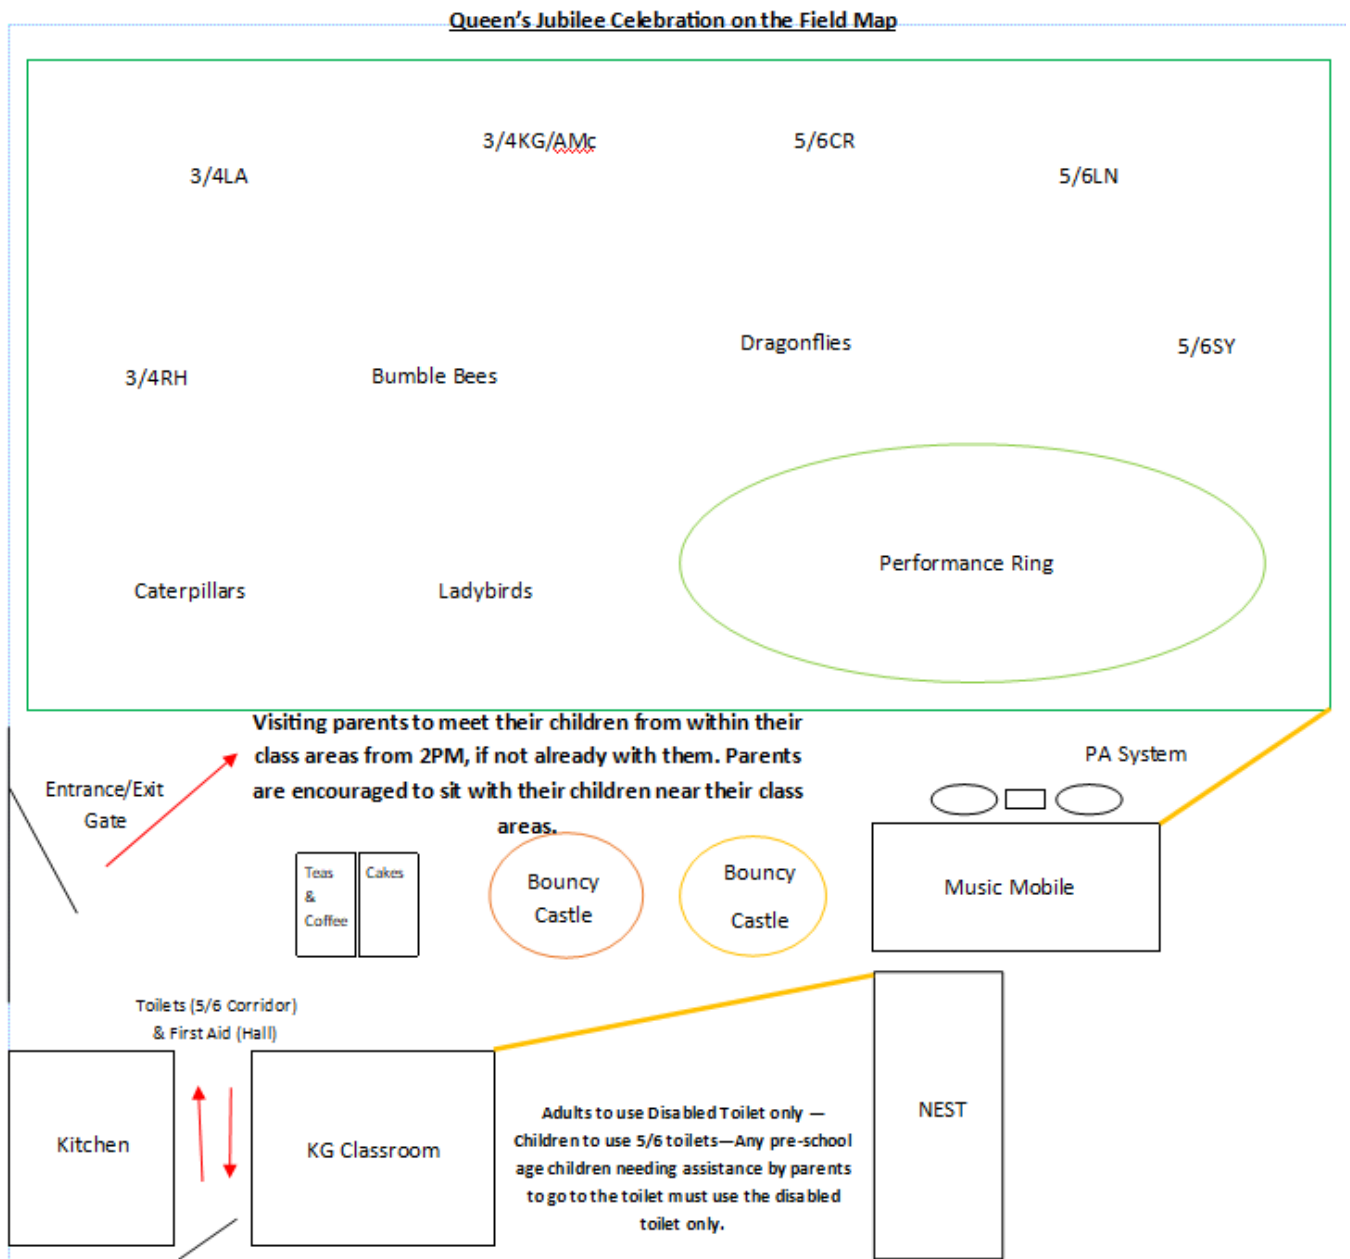 Queen's Jubilee Celebration on the Field Map
3/4KG/AMc
5/6CR
3/4LA
5/6LN
Dragonflies
5/6SY
3/4RH
Bumble Bees
Performance Ring
Caterpillars
Ladybirds
Visiting parents to meet their children from within their
class areas from 2PM, if not already with them. Parents
are encouraged to sit with their children near their class
areas.
PA System
Entrance/Exit
Gate
Teas
&
Coffee
Cakes
Bouncy
Castle
Bouncy
Castle
Music Mobile
Toilets (5/6 Corridor)
& First Aid (Hall)
Kitchen
KG Classroom
Adults to use Disabled Toilet only —
Children to use 5/6 toilets—Any pre-school
age children needing assistance by parents
to go to the toilet must use the disabled
toilet only.
NEST